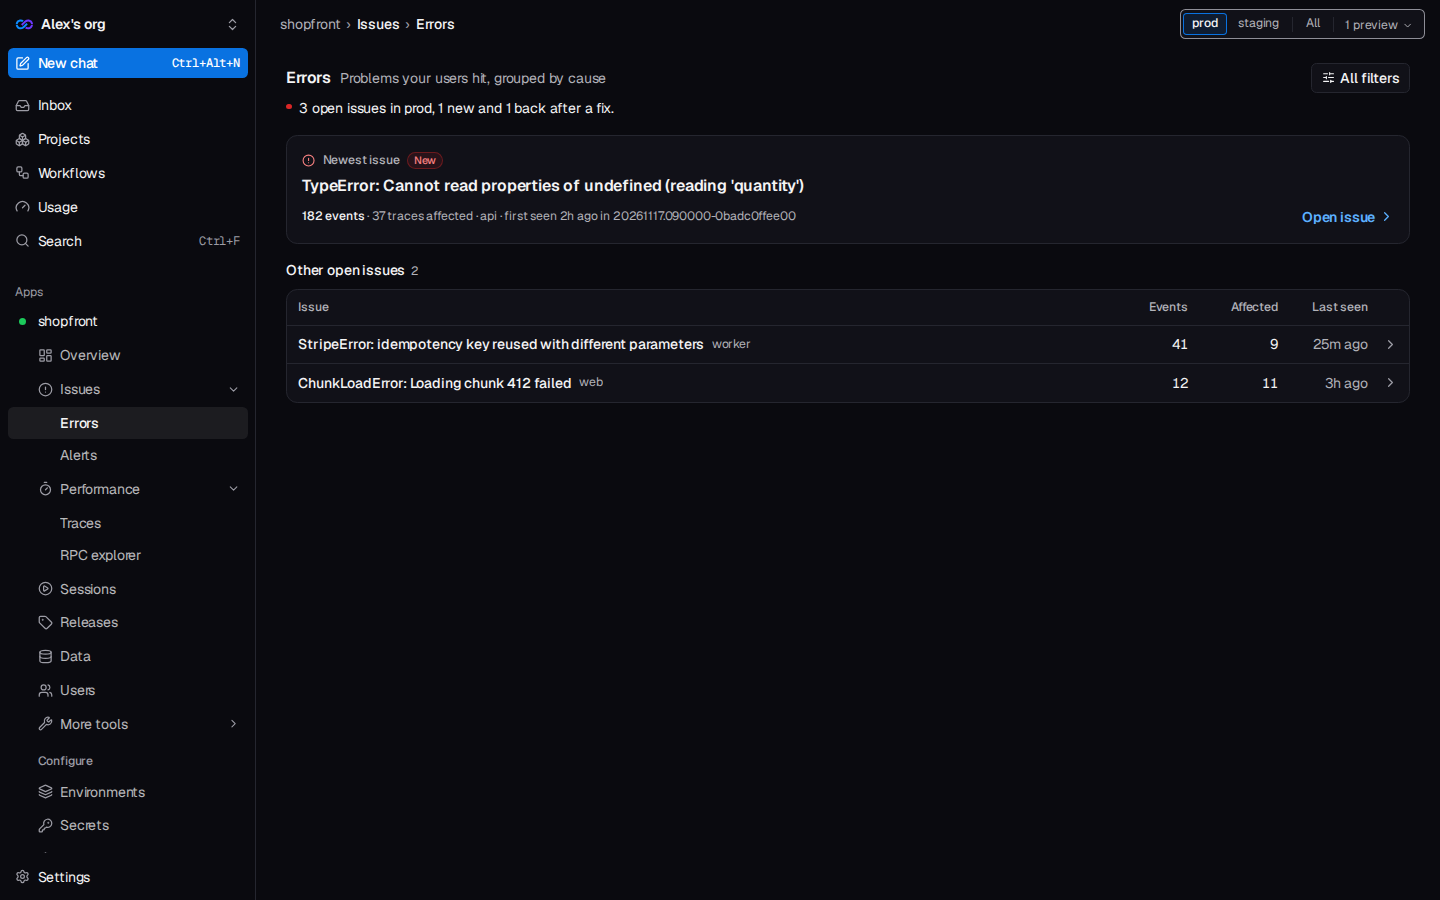 Alex's org
New chat Ctrl+Alt+N
Inbox
Projects
Workflows
Usage
Search Ctrl+F
Apps
shopfront
Overview
Issues
Errors
Alerts
Performance
Traces
RPC explorer
Sessions
Releases
Data
Users
More tools
Configure
Environments
Secrets
Settings
shopfront › Issues › Errors
prod staging All 1 preview
Errors Problems your users hit, grouped by cause
All filters
3 open issues in prod, 1 new and 1 back after a fix.
Newest issue New
TypeError: Cannot read properties of undefined (reading 'quantity')
182 events · 37 traces affected · api · first seen 2h ago in 20261117.090000-0badc0ffee00
Open issue
Other open issues 2
Issue Events Affected Last seen
StripeError: idempotency key reused with different parameters worker 41 9 25m ago
ChunkLoadError: Loading chunk 412 failed web 12 11 3h ago